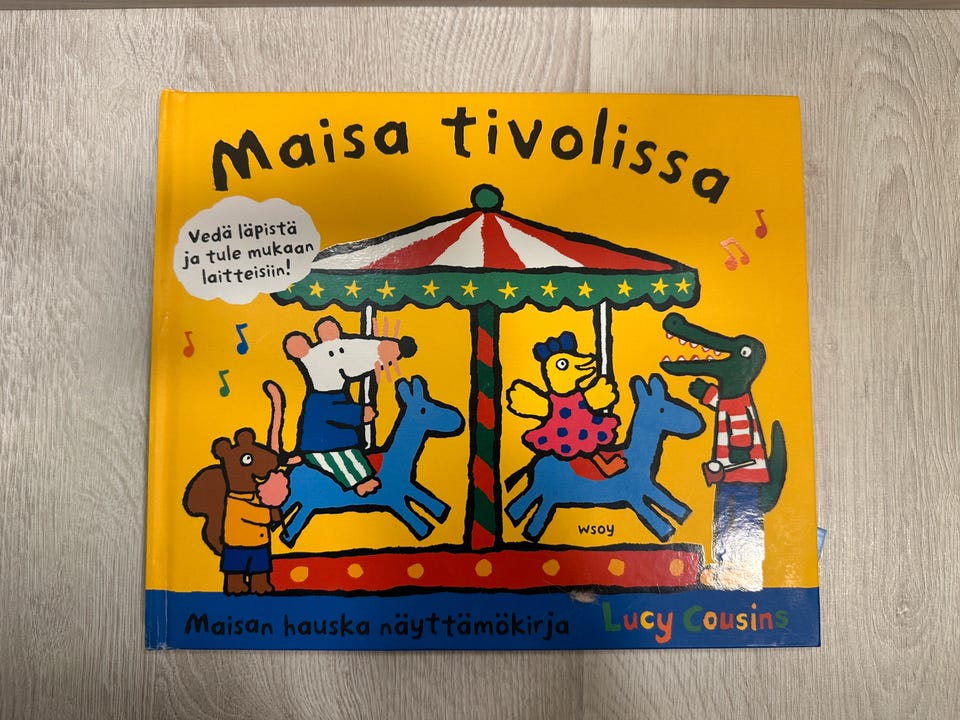 Maisa tivolissa
Vedä läpistä
ja tule mukaan
laitteisiin!
WSOY
Maisan hauska näyttämökirja
Lucy Cousins